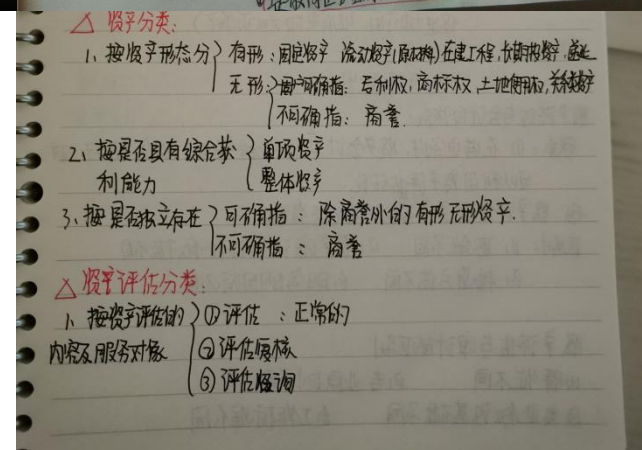 △ 资产分类：
1、按资产形态分 有形：固定资产 流动资产(原材料)在建工程，长期投资，递延
无形：可确指：专利权，商标权，土地使用权，关系类资产
不可确指：商誉.
2、按是否具有综合获 单项资产
利能力 整体资产
3、按是否独立存在 可确指：除商誉外的有形无形资产.
不可确指：商誉
△ 资产评估分类：
1、按资产评估的 ①评估：正常的
内容及服务对象 ②评估复核
③评估咨询